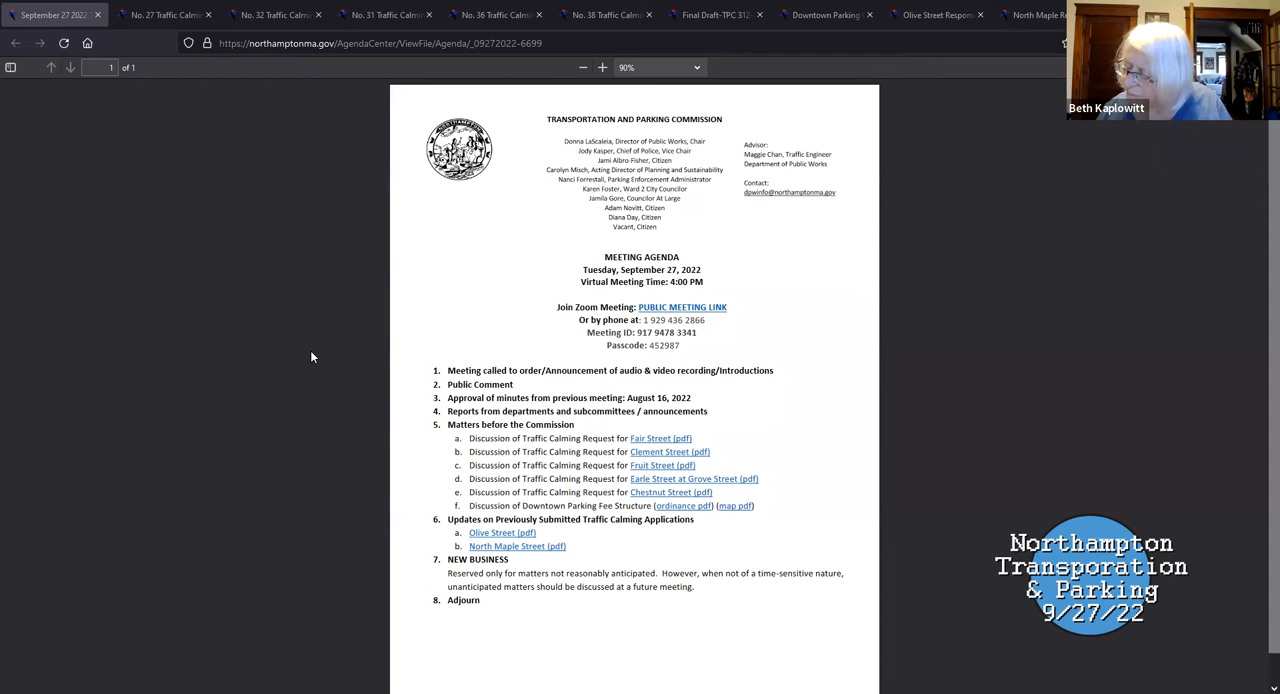 September 27 2022
No. 27 Traffic Calmi
No. 32 Traffic Calmi
No. 31 Traffic Calmi
No. 36 Traffic Calmi
No. 38 Traffic Calmi
Final Draft-TPC 312-
Downtown Parking
Olive Street Respon
North Maple Re
https://northamptonma.gov/AgendaCenter/ViewFile/Agenda/_09272022-6699
1 of 1
90%
Beth Kaplowitt
TRANSPORTATION AND PARKING COMMISSION
Donna LaScaleia, Director of Public Works, Chair
Jody Kasper, Chief of Police, Vice Chair
Jami Albro-Fisher, Citizen
Carolyn Misch, Acting Director of Planning and Sustainability
Nanci Forrestall, Parking Enforcement Administrator
Karen Foster, Ward 2 City Councilor
Jamila Gore, Councilor At Large
Adam Novitt, Citizen
Diana Day, Citizen
Vacant, Citizen
Advisor:
Maggie Chan, Traffic Engineer
Department of Public Works
Contact:
dpwinfo@northamptonma.gov
MEETING AGENDA
Tuesday, September 27, 2022
Virtual Meeting Time: 4:00 PM
Join Zoom Meeting: PUBLIC MEETING LINK
Or by phone at: 1 929 436 2866
Meeting ID: 917 9478 3341
Passcode: 452987
1. Meeting called to order/Announcement of audio & video recording/Introductions
2. Public Comment
3. Approval of minutes from previous meeting: August 16, 2022
4. Reports from departments and subcommittees / announcements
5. Matters before the Commission
a. Discussion of Traffic Calming Request for Fair Street (pdf)
b. Discussion of Traffic Calming Request for Clement Street (pdf)
c. Discussion of Traffic Calming Request for Fruit Street (pdf)
d. Discussion of Traffic Calming Request for Earle Street at Grove Street (pdf)
e. Discussion of Traffic Calming Request for Chestnut Street (pdf)
f. Discussion of Downtown Parking Fee Structure (ordinance pdf) (map pdf)
6. Updates on Previously Submitted Traffic Calming Applications
a. Olive Street (pdf)
b. North Maple Street (pdf)
7. NEW BUSINESS
Reserved only for matters not reasonably anticipated. However, when not of a time-sensitive nature,
unanticipated matters should be discussed at a future meeting.
8. Adjourn
Northampton
Transporation
& Parking
9/27/22